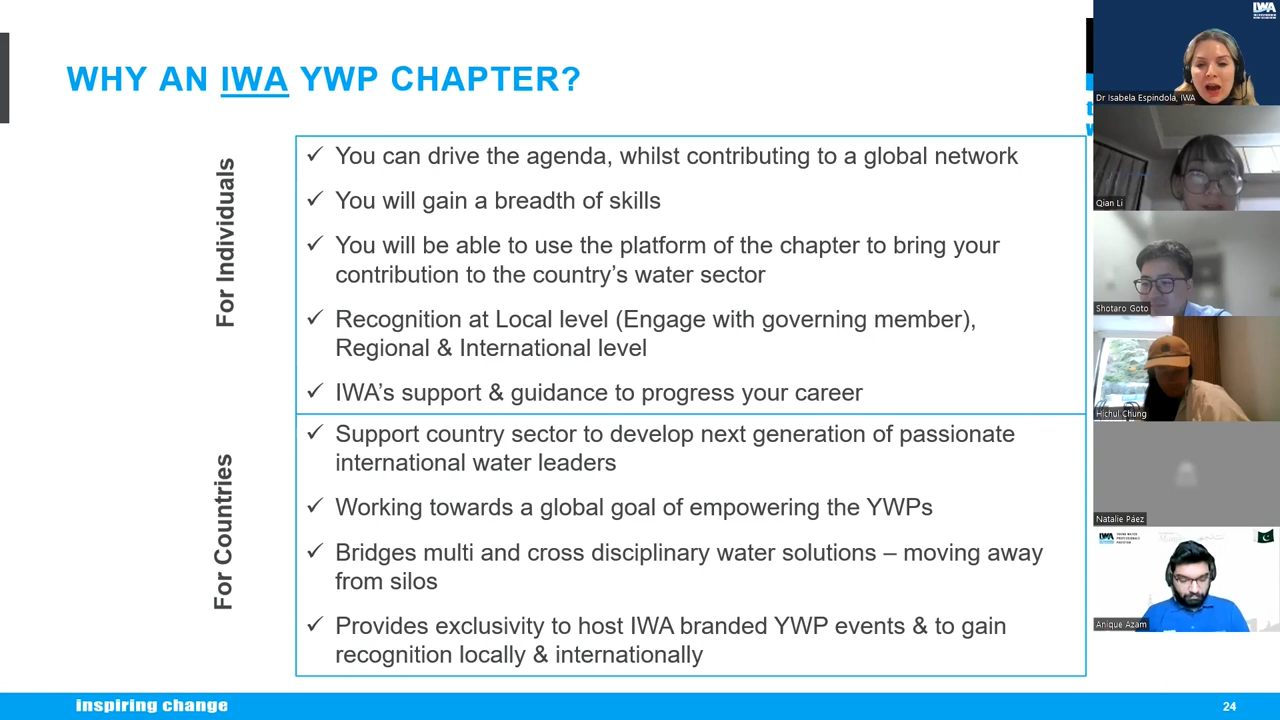 WHY AN IWA YWP CHAPTER?
For Individuals
✓ You can drive the agenda, whilst contributing to a global network
✓ You will gain a breadth of skills
✓ You will be able to use the platform of the chapter to bring your
contribution to the country's water sector
✓ Recognition at Local level (Engage with governing member),
Regional & International level
✓ IWA's support & guidance to progress your career
For Countries
✓ Support country sector to develop next generation of passionate
international water leaders
✓ Working towards a global goal of empowering the YWPs
✓ Bridges multi and cross disciplinary water solutions – moving away
from silos
✓ Provides exclusivity to host IWA branded YWP events & to gain
recognition locally & internationally
inspiring change
24
IWA
Dr Isabela Espindola, IWA
Qian Li
Shotaro Goto
Hichul Chung
Natalie Páez
IWA
Anique Azam